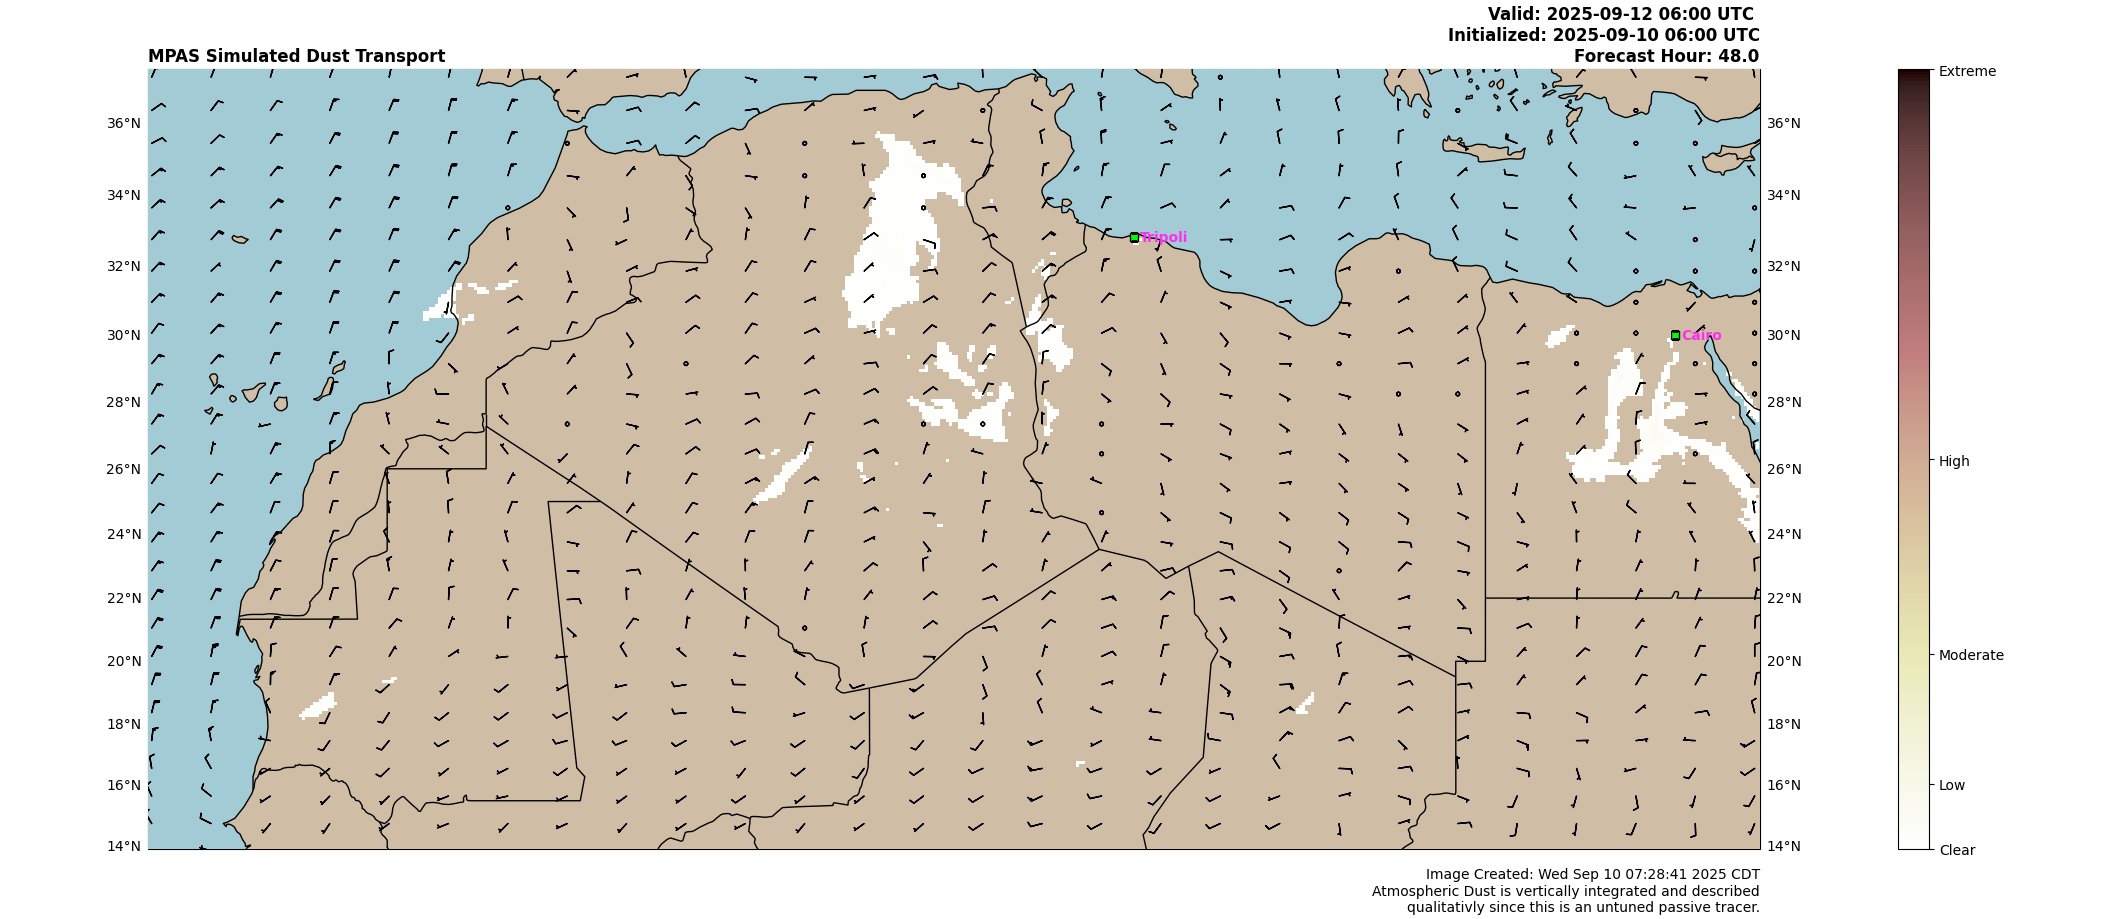 Valid: 2025-09-12 06:00 UTC
Initialized: 2025-09-10 06:00 UTC
MPAS Simulated Dust Transport
Forecast Hour: 48.0
36°N
34°N
32°N
30°N
28°N
26°N
24°N
22°N
20°N
18°N
16°N
14°N
Tripoli
Cairo
36°N
34°N
32°N
30°N
28°N
26°N
24°N
22°N
20°N
18°N
16°N
14°N
Extreme
High
Moderate
Low
Clear
Image Created: Wed Sep 10 07:28:41 2025 CDT
Atmospheric Dust is vertically integrated and described
qualitativly since this is an untuned passive tracer.